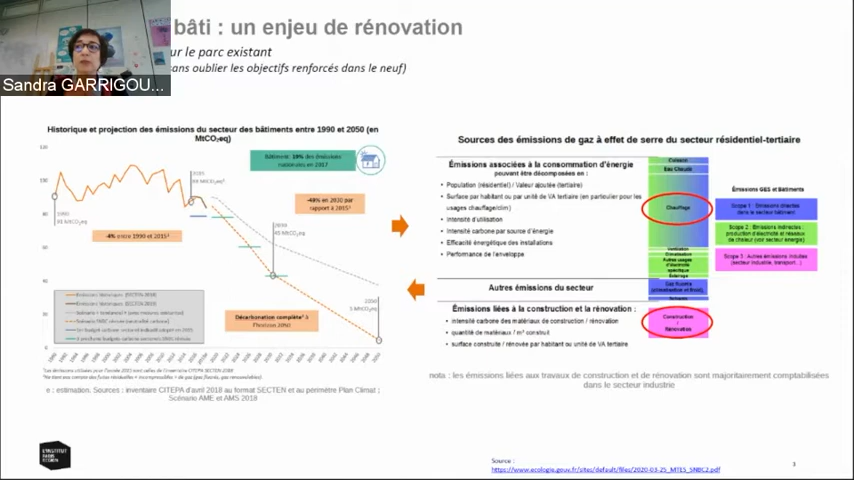 bâti : un enjeu de rénovation
ur le parc existant
sans oublier les objectifs renforcés dans le neuf)
Sandra GARRIGOU...
Historique et projection des émissions du secteur des bâtiments entre 1990 et 2050 (en
MtCO₂eq)
Bâtiment : 19% des émissions
nationales en 2017
-49% en 2030 par
rapport à 2015
-4% entre 1990 et 2015
Décarbonation complète à
l'horizon 2050
e : estimation. Sources : inventaire CITEPA d'avril 2018 au format SECTEN et au périmètre Plan Climat ;
Scénario AME et AMS 2018
Sources des émissions de gaz à effet de serre du secteur résidentiel-tertiaire
Émissions associées à la consommation d'énergie
pouvant être décomposées en :
• Population (résidentiel) / Valeur ajoutée (tertiaire)
• Surface par habitant ou par unité de VA tertiaire (en particulier pour les
usages chauffage/clim)
• Intensité d'utilisation
• Intensité carbone par source d'énergie
• Efficacité énergétique des installations
• Performance de l'enveloppe
Autres émissions du secteur
Émissions liées à la construction et la rénovation :
• intensité carbone des matériaux de construction / rénovation
• quantité de matériaux / m² construit
• surface construite / rénovée par habitant ou unité de VA tertiaire
Cuisson
Eau Chaude
Chauffage
Ventilation
Climatisation
Autres usages
d'électricité
spécifique
Eclairage
Gaz fluorés
(climatisation et froid),
Construction
/
Rénovation
Émissions GES et Bâtiments
Scope 1 : Émissions directes
dans le secteur bâtiment
Scope 2 : Émissions indirectes :
production d'électricité et réseaux
de chaleur (voir secteur énergie)
Scope 3 : Autres émissions induites
(secteur industrie, transport...)
nota : les émissions liées aux travaux de construction et de rénovation sont majoritairement comptabilisées
dans le secteur industrie
Source :
https://www.ecologie.gouv.fr/sites/default/files/2020-03-25_MTES_SNBC2.pdf
3